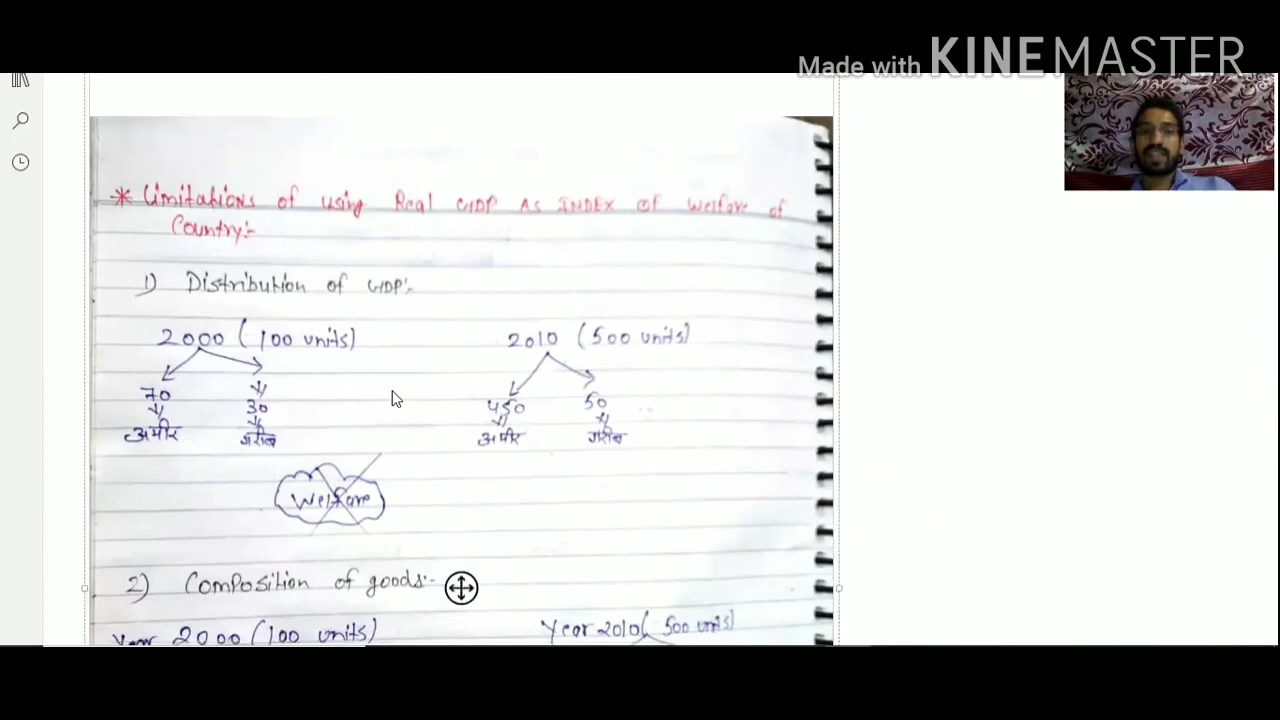 Made with KINEMASTER
* Limitations of using Real GDP As INDEX of Welfare of
Country:-
1) Distribution of GDP:-
2000 (100 units) 2010 (500 units)
70 30 450 50
अमीर गरीब अमीर गरीब
Welfare
2) Composition of goods:-
Year 2000 (100 units) Year 2010 ( 500 units)